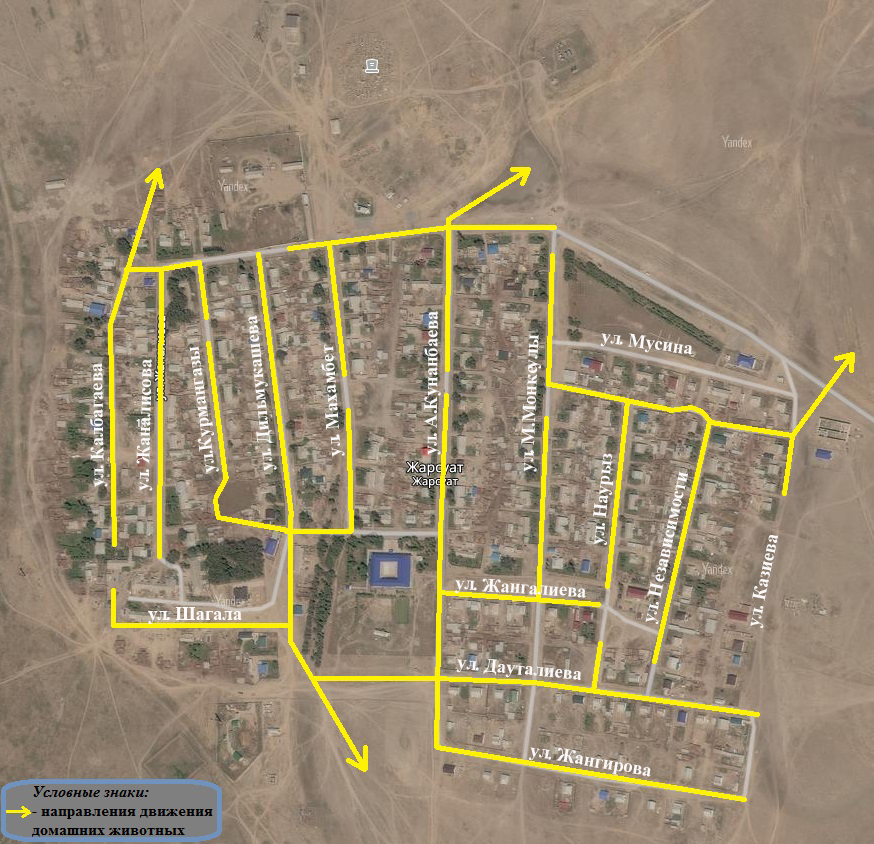 Yandex
Yandex
ул. Мусина
ул. Калбагаева
ул. Жаналисова
ул.Курмангазы
ул. Дильмукашева
ул. Махамбет
ул. А.Кунанбаева
ул. М.Монкеулы
Жарсуат
Жарсуат
ул. Наурыз
ул. Независимости
ул. Казиева
Yandex
ул. Жангалиева
Yandex
ул. Шагала
ул. Дауталиева
ул. Жангирова
Условные знаки:
- направления движения
домашних животных